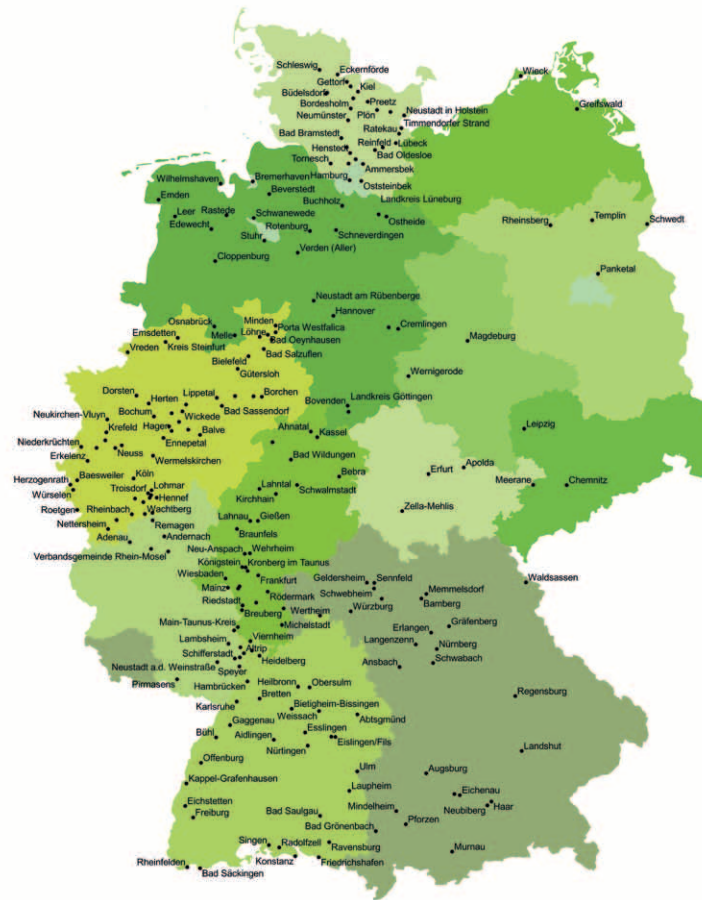 Schleswig
Eckernförde
Gettorf
Kiel
Büdelsdorf
Bordesholm
Preetz
Plön
Neumünster
Neustadt in Holstein
Timmendorfer Strand
Ratekau
Bad Bramstedt
Reinfeld
Lübeck
Henstedt
Bad Oldesloe
Tornesch
Ammersbek
Hamburg
Oststeinbek
Wieck
Greifswald
Wilhelmshaven
Bremerhaven
Beverstedt
Emden
Buchholz
Landkreis Lüneburg
Leer
Rastede
Schwanewede
Ostheide
Edewecht
Rotenburg
Schneverdingen
Stuhr
Verden (Aller)
Cloppenburg
Rheinsberg
Templin
Schwedt
Panketal
Neustadt am Rübenberge
Hannover
Osnabrück
Minden
Porta Westfalica
Cremlingen
Emsdetten
Melle
Löhne
Bad Oeynhausen
Magdeburg
Vreden
Kreis Steinfurt
Bad Salzuflen
Bielefeld
Gütersloh
Wernigerode
Dorsten
Lippetal
Borchen
Herten
Bad Sassendorf
Bovenden
Landkreis Göttingen
Neukirchen-Vluyn
Bochum
Wickede
Krefeld
Hagen
Balve
Ahnatal
Kassel
Leipzig
Niederkrüchten
Ennepetal
Neuss
Erkelenz
Wermelskirchen
Bad Wildungen
Bebra
Erfurt
Apolda
Meerane
Chemnitz
Herzogenrath
Baesweiler
Köln
Lohmar
Troisdorf
Hennef
Würselen
Lahntal
Kirchhain
Schwalmstadt
Rheinbach
Wachtberg
Roetgen
Zella-Mehlis
Nettersheim
Remagen
Lahnau
Gießen
Adenau
Andernach
Braunfels
Verbandsgemeinde Rhein-Mosel
Neu-Anspach
Wehrheim
Königstein
Kronberg im Taunus
Wiesbaden
Frankfurt
Geldersheim
Sennfeld
Waldsassen
Mainz
Rödermark
Schwebheim
Memmelsdorf
Bamberg
Riedstadt
Breuberg
Wertheim
Würzburg
Main-Taunus-Kreis
Michelstadt
Gräfenberg
Erlangen
Lambsheim
Viernheim
Langenzenn
Nürnberg
Schifferstadt
Altrip
Heidelberg
Ansbach
Schwabach
Neustadt a.d. Weinstraße
Speyer
Pirmasens
Hambrücken
Heilbronn
Obersulm
Bretten
Regensburg
Karlsruhe
Bietigheim-Bissingen
Weissach
Abtsgmünd
Gaggenau
Esslingen
Bühl
Aidlingen
Eislingen/Fils
Nürtingen
Landshut
Offenburg
Ulm
Augsburg
Kappel-Grafenhausen
Laupheim
Eichenau
Eichstetten
Mindelheim
Haar
Neubiberg
Freiburg
Bad Saulgau
Pforzen
Bad Grönenbach
Singen
Radolfzell
Ravensburg
Murnau
Konstanz
Friedrichshafen
Rheinfelden
Bad Säckingen